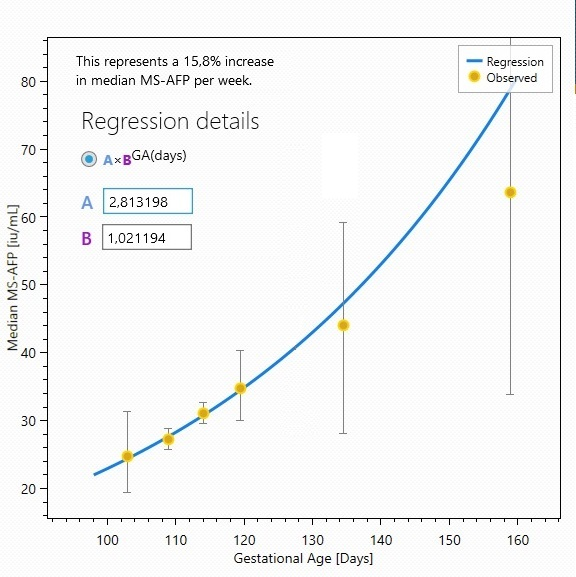 This represents a 15,8% increase
in median MS-AFP per week.
Regression details
A×B^GA(days)
A 2,813198
B 1,021194
Regression
Observed
Median MS-AFP [iu/mL]
80
70
60
50
40
30
20
100 110 120 130 140 150 160
Gestational Age [Days]